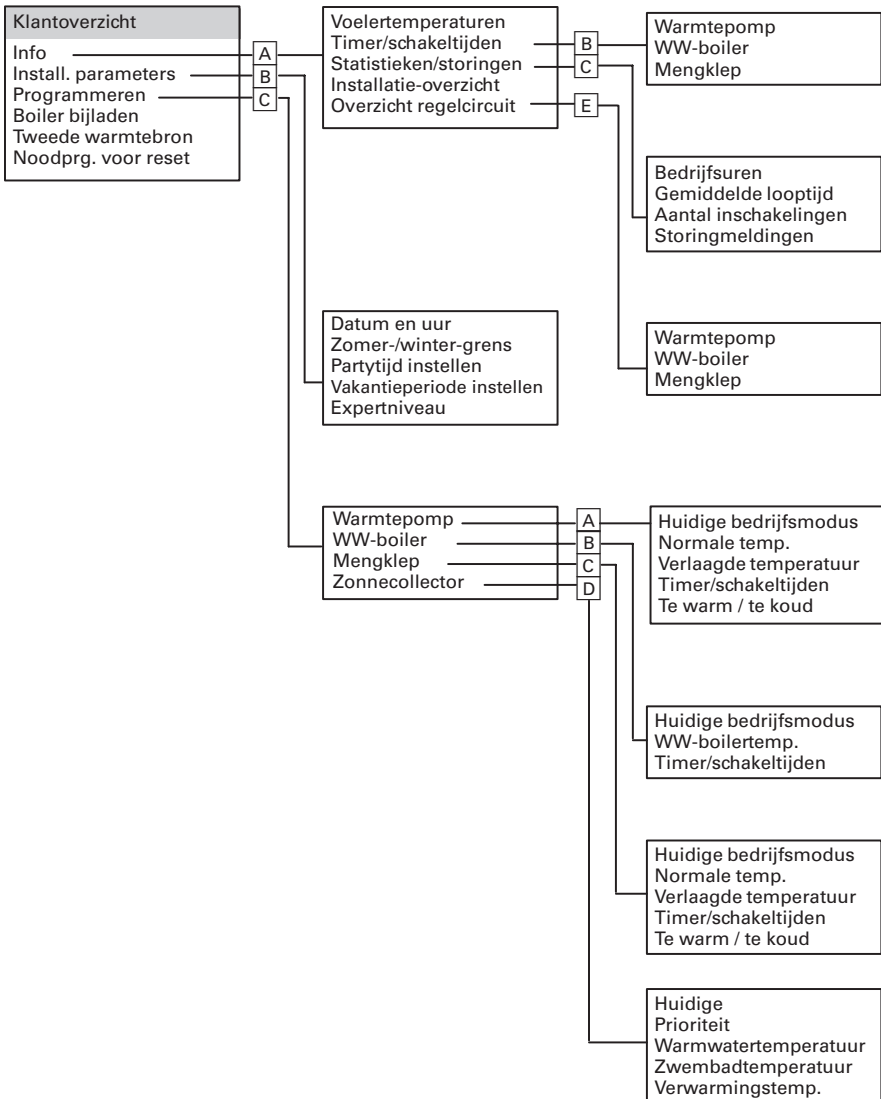 Klantoverzicht
Info
Install. parameters
Programmeren
Boiler bijladen
Tweede warmtebron
Noodprg. voor reset
A
B
C
Voelertemperaturen
Timer/schakeltijden
Statistieken/storingen
Installatie-overzicht
Overzicht regelcircuit
B
C
E
Warmtepomp
WW-boiler
Mengklep
Bedrijfsuren
Gemiddelde looptijd
Aantal inschakelingen
Storingmeldingen
Warmtepomp
WW-boiler
Mengklep
Datum en uur
Zomer-/winter-grens
Partytijd instellen
Vakantieperiode instellen
Expertniveau
Warmtepomp
WW-boiler
Mengklep
Zonnecollector
A
B
C
D
Huidige bedrijfsmodus
Normale temp.
Verlaagde temperatuur
Timer/schakeltijden
Te warm / te koud
Huidige bedrijfsmodus
WW-boilertemp.
Timer/schakeltijden
Huidige bedrijfsmodus
Normale temp.
Verlaagde temperatuur
Timer/schakeltijden
Te warm / te koud
Huidige
Prioriteit
Warmwatertemperatuur
Zwembadtemperatuur
Verwarmingstemp.